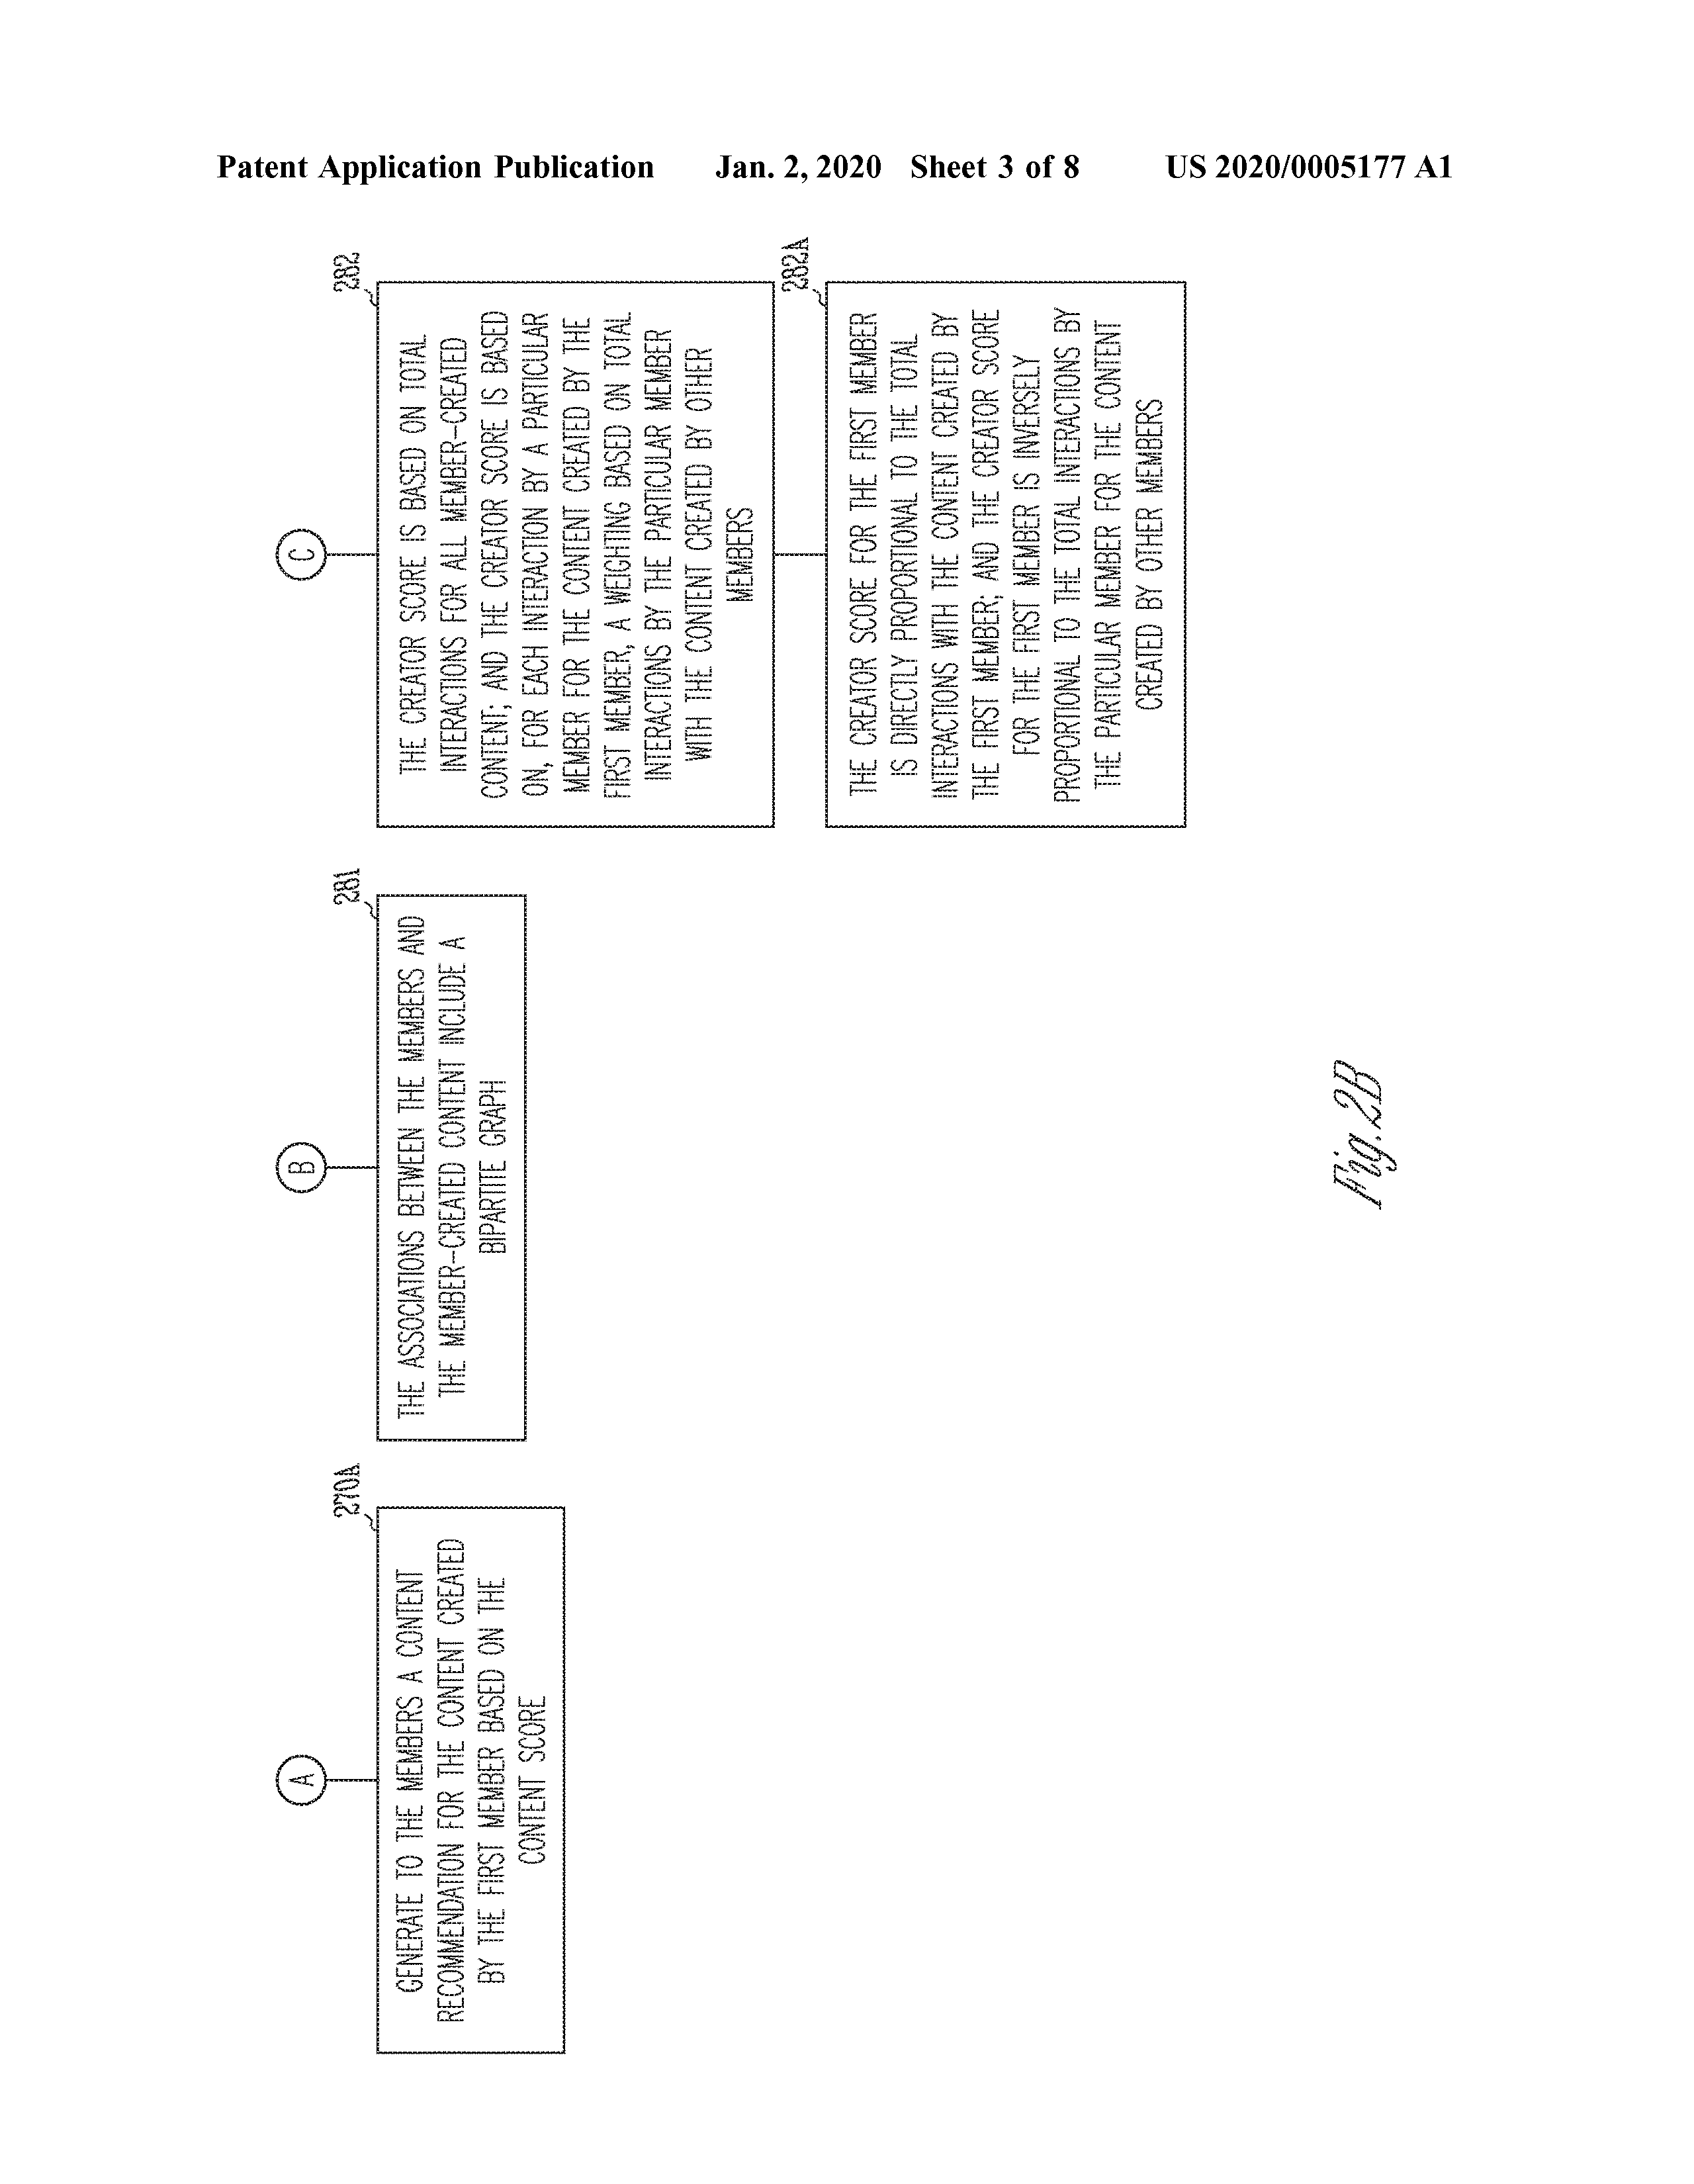 Patent Application Publication Jan. 2, 2020 Sheet 3 of 8 US 2020/0005177 A1
A
270A
GENERATE TO THE MEMBERS A CONTENT
RECOMMENDATION FOR THE CONTENT CREATED
BY THE FIRST MEMBER BASED ON THE
CONTENT SCORE
B
281
THE ASSOCIATIONS BETWEEN THE MEMBERS AND
THE MEMBER-CREATED CONTENT INCLUDE A
BIPARTITE GRAPH
C
282
THE CREATOR SCORE IS BASED ON TOTAL
INTERACTIONS FOR ALL MEMBER-CREATED
CONTENT; AND THE CREATOR SCORE IS BASED
ON, FOR EACH INTERACTION BY A PARTICULAR
MEMBER FOR THE CONTENT CREATED BY THE
FIRST MEMBER, A WEIGHTING BASED ON TOTAL
INTERACTIONS BY THE PARTICULAR MEMBER
WITH THE CONTENT CREATED BY OTHER
MEMBERS
282A
THE CREATOR SCORE FOR THE FIRST MEMBER
IS DIRECTLY PROPORTIONAL TO THE TOTAL
INTERACTIONS WITH THE CONTENT CREATED BY
THE FIRST MEMBER; AND THE CREATOR SCORE
FOR THE FIRST MEMBER IS INVERSELY
PROPORTIONAL TO THE TOTAL INTERACTIONS BY
THE PARTICULAR MEMBER FOR THE CONTENT
CREATED BY OTHER MEMBERS
Fig. 2B